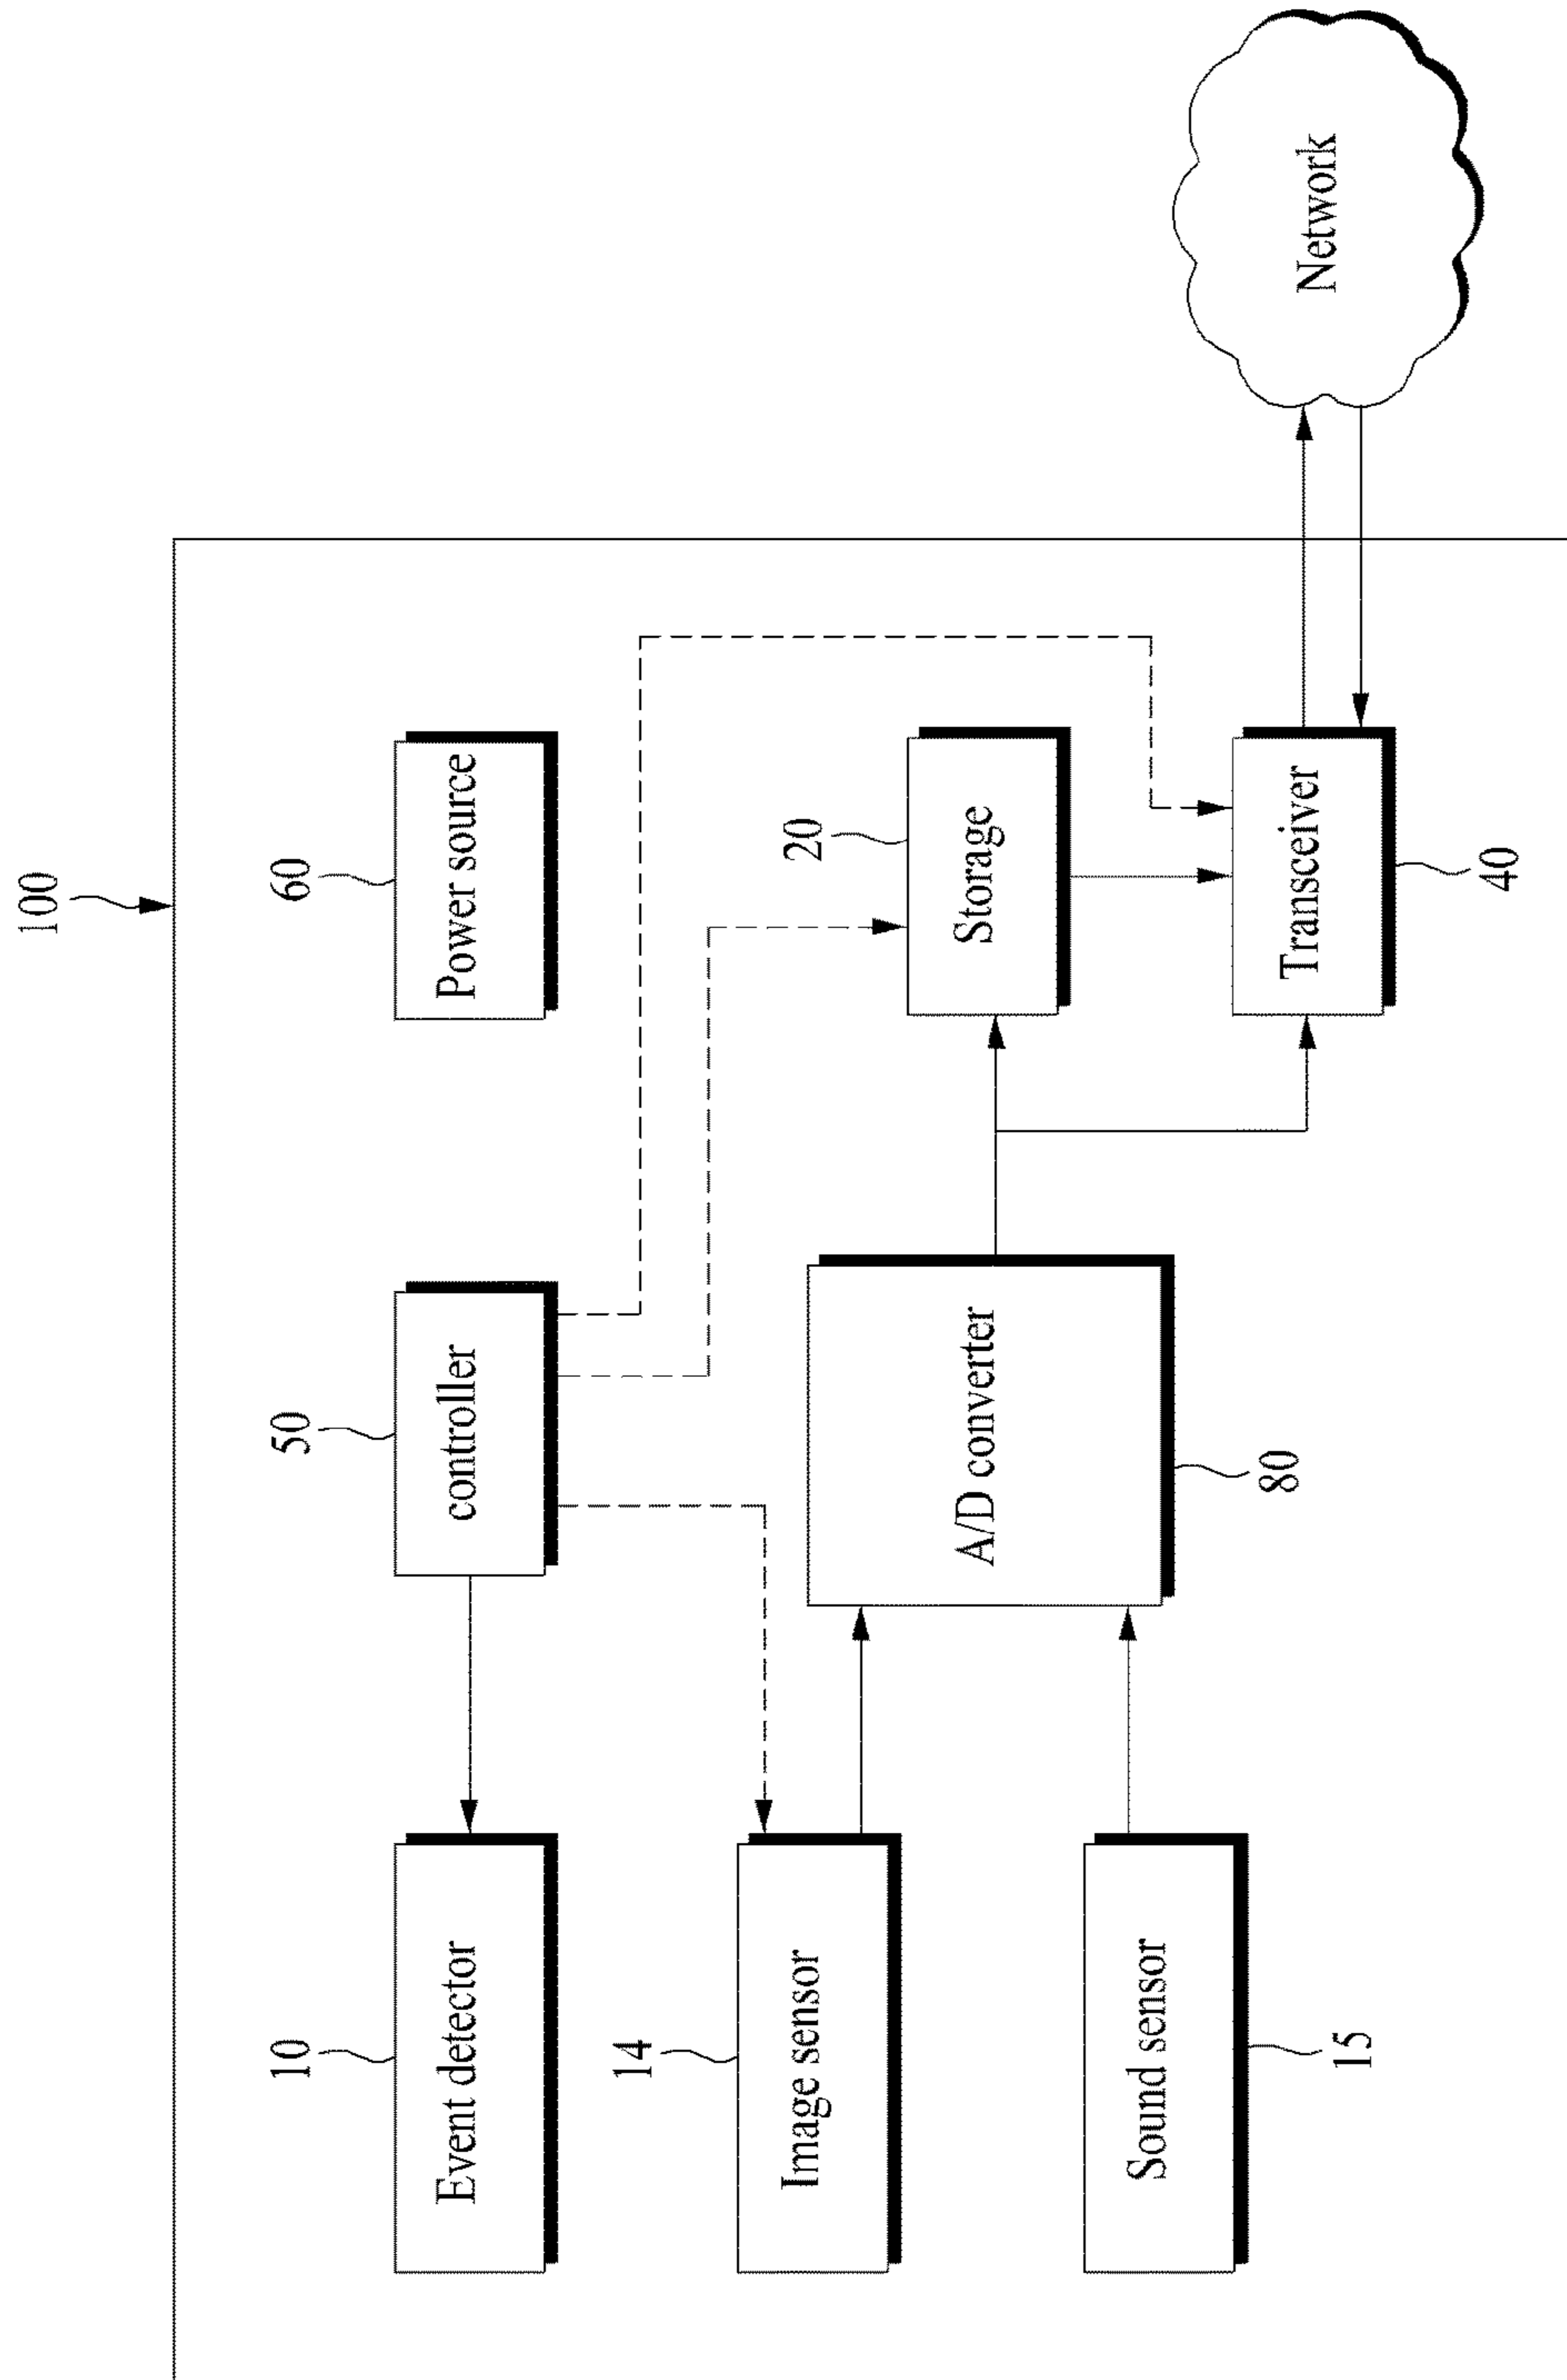 100
10
Event detector
50
controller
60
Power source
14
Image sensor
20
Storage
A/D converter
80
Sound sensor
15
Transceiver
40
Network